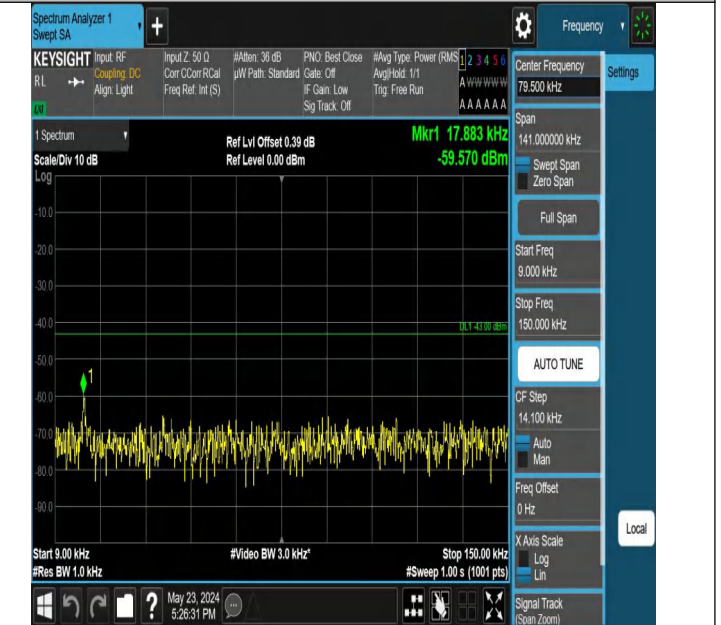 Spectrum Analyzer 1
Swept SA
Frequency
KEYSIGHT
RL
Input: RF
Coupling: DC
Align: Light
Input Z: 50 Ω
Corr CCorr RCal
Freq Ref: Int (S)
#Atten: 36 dB
µW Path: Standard
PNO: Best Close
Gate: Off
IF Gain: Low
Sig Track: Off
#Avg Type: Power (RMS
Avg|Hold: 1/1
Trig: Free Run
1 2 3 4 5 6
A W W W W W
A A A A A A
1 Spectrum
Scale/Div 10 dB
Log
Ref Lvl Offset 0.39 dB
Ref Level 0.00 dBm
Mkr1 17.883 kHz
-59.570 dBm
-10.0
-20.0
-30.0
-40.0
DL1 -43.00 dBm
-50.0
1
-60.0
-70.0
-80.0
-90.0
Start 9.00 kHz
#Video BW 3.0 kHz*
Stop 150.00 kHz
#Res BW 1.0 kHz
#Sweep 1.00 s (1001 pts)
May 23, 2024
5:26:31 PM
Center Frequency
79.500 kHz
Settings
Span
141.000000 kHz
Swept Span
Zero Span
Full Span
Start Freq
9.000 kHz
Stop Freq
150.000 kHz
AUTO TUNE
CF Step
14.100 kHz
Auto
Man
Freq Offset
0 Hz
X Axis Scale
Log
Lin
Local
Signal Track
(Span Zoom)